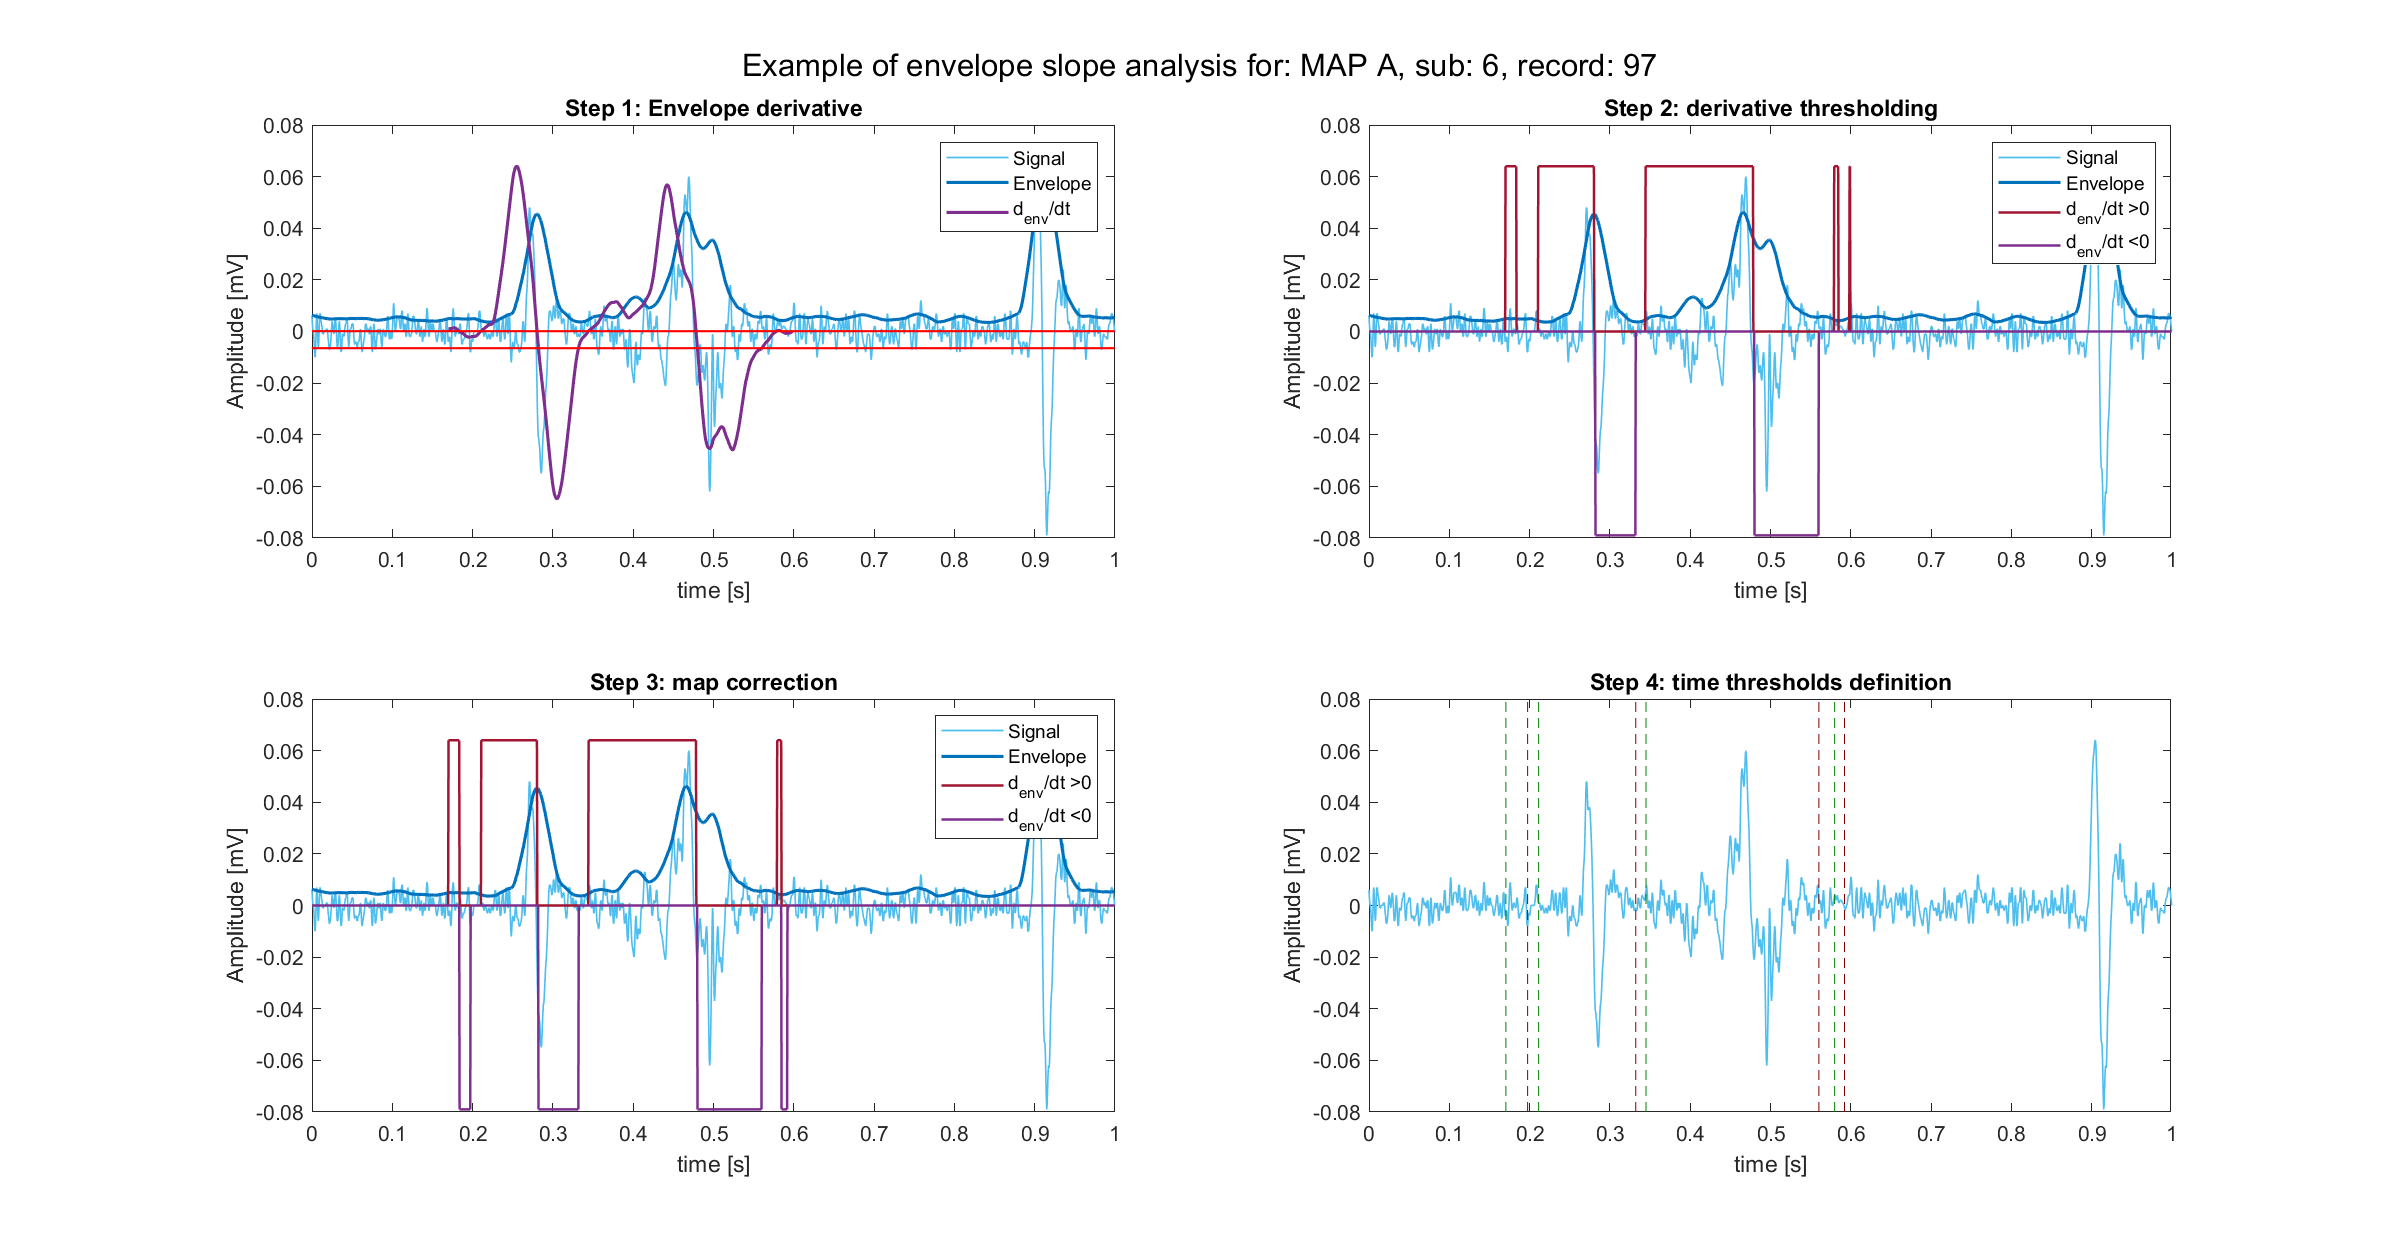 Example of envelope slope analysis for: MAP A, sub: 6, record: 97
Step 1: Envelope derivative
0.08
0.06
0.04
0.02
0
-0.02
-0.04
-0.06
-0.08
Amplitude [mV]
0 0.1 0.2 0.3 0.4 0.5 0.6 0.7 0.8 0.9 1
time [s]
Signal
Envelope
d_env/dt
Step 2: derivative thresholding
0.08
0.06
0.04
0.02
0
-0.02
-0.04
-0.06
-0.08
Amplitude [mV]
0 0.1 0.2 0.3 0.4 0.5 0.6 0.7 0.8 0.9 1
time [s]
Signal
Envelope
d_env/dt >0
d_env/dt <0
Step 3: map correction
0.08
0.06
0.04
0.02
0
-0.02
-0.04
-0.06
-0.08
Amplitude [mV]
0 0.1 0.2 0.3 0.4 0.5 0.6 0.7 0.8 0.9 1
time [s]
Signal
Envelope
d_env/dt >0
d_env/dt <0
Step 4: time thresholds definition
0.08
0.06
0.04
0.02
0
-0.02
-0.04
-0.06
-0.08
Amplitude [mV]
0 0.1 0.2 0.3 0.4 0.5 0.6 0.7 0.8 0.9 1
time [s]